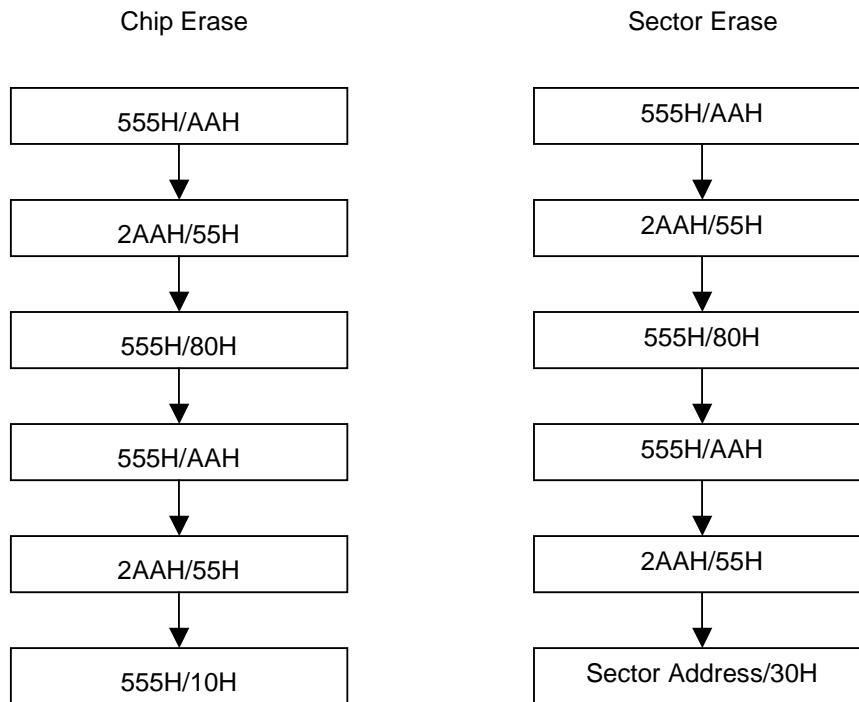 Chip Erase
555H/AAH
2AAH/55H
555H/80H
555H/AAH
2AAH/55H
555H/10H
Sector Erase
555H/AAH
2AAH/55H
555H/80H
555H/AAH
2AAH/55H
Sector Address/30H